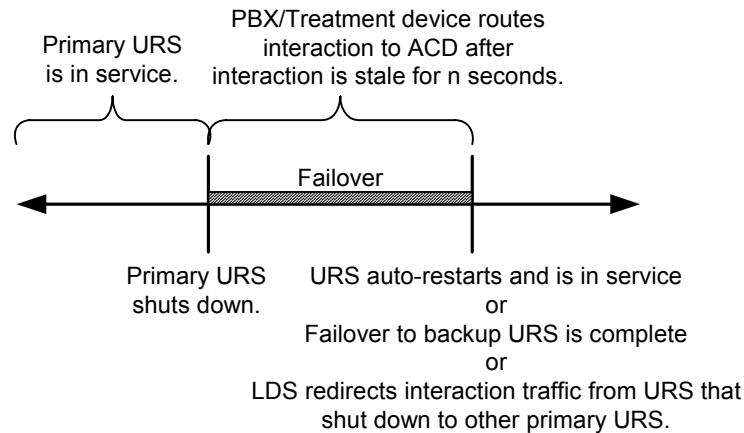 Primary URS
is in service.
PBX/Treatment device routes
interaction to ACD after
interaction is stale for n seconds.
Failover
Primary URS
shuts down.
URS auto-restarts and is in service
or
Failover to backup URS is complete
or
LDS redirects interaction traffic from URS that
shut down to other primary URS.